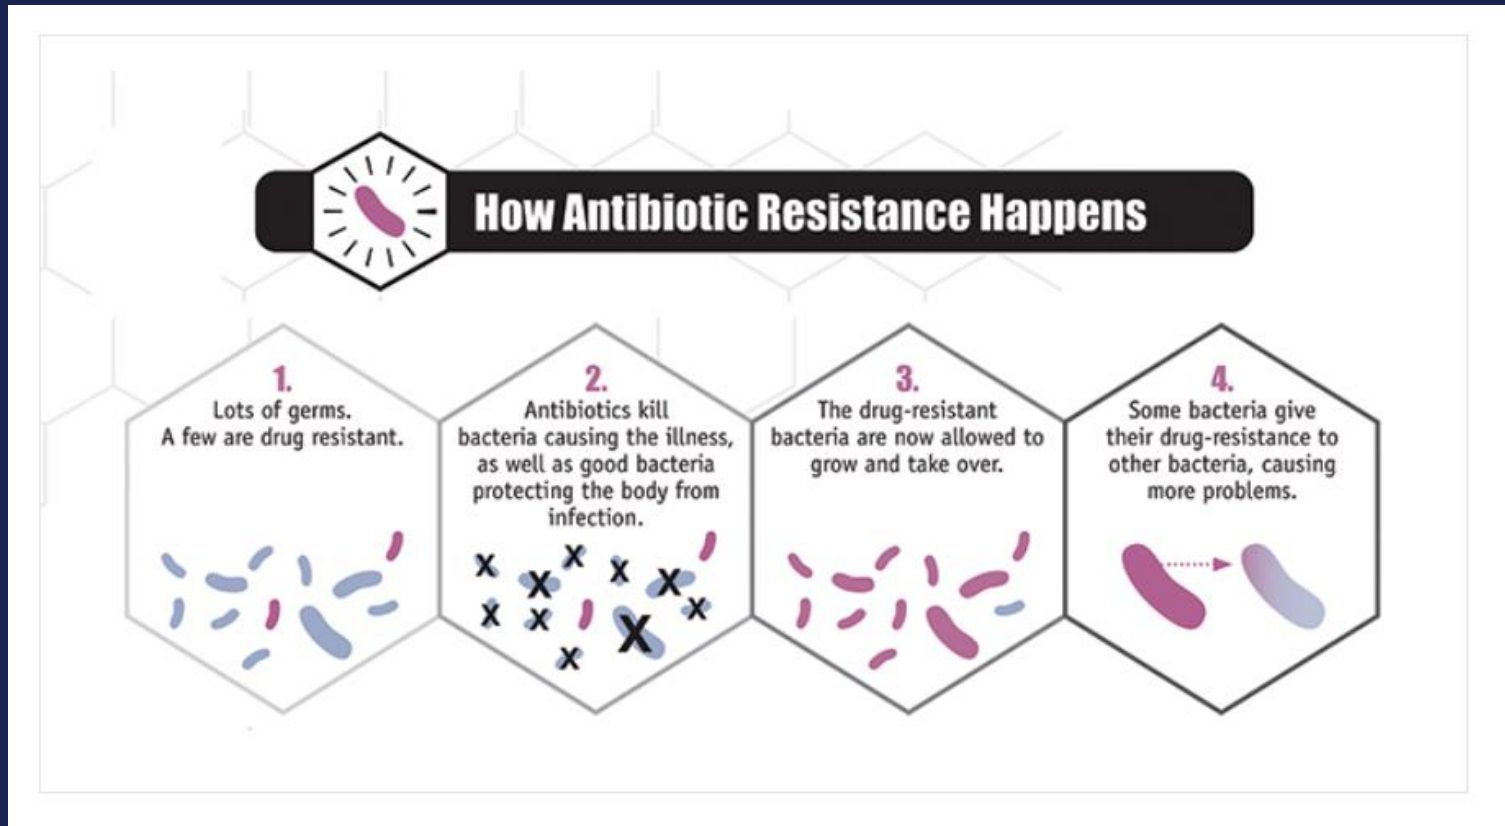 How Antibiotic Resistance Happens
1.
Lots of germs.
A few are drug resistant.
2.
Antibiotics kill
bacteria causing the illness,
as well as good bacteria
protecting the body from
infection.
X X X X X X X X X X
3.
The drug-resistant
bacteria are now allowed to
grow and take over.
4.
Some bacteria give
their drug-resistance to
other bacteria, causing
more problems.